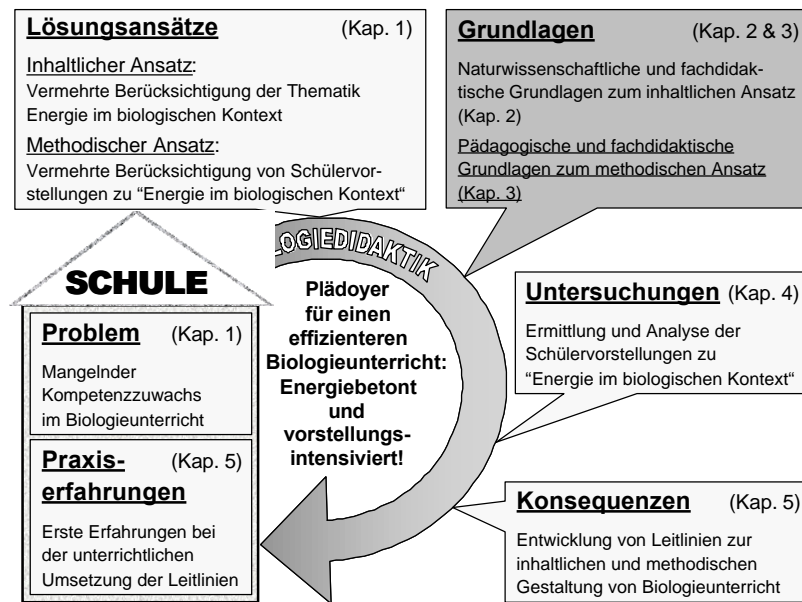 Lösungsansätze (Kap. 1)
Inhaltlicher Ansatz:
Vermehrte Berücksichtigung der Thematik
Energie im biologischen Kontext
Methodischer Ansatz:
Vermehrte Berücksichtigung von Schülervor-
stellungen zu “Energie im biologischen Kontext“
Grundlagen (Kap. 2 & 3)
Naturwissenschaftliche und fachdidak-
tische Grundlagen zum inhaltlichen Ansatz
(Kap. 2)
Pädagogische und fachdidaktische
Grundlagen zum methodischen Ansatz
(Kap. 3)
LOGIEDIDAKTIK
SCHULE
Problem (Kap. 1)
Mangelnder
Kompetenzzuwachs
im Biologieunterricht
Praxis- (Kap. 5)
erfahrungen
Erste Erfahrungen bei
der unterrichtlichen
Umsetzung der Leitlinien
Plädoyer
für einen
effizienteren
Biologieunterricht:
Energiebetont
und
vorstellungs-
intensiviert!
Untersuchungen (Kap. 4)
Ermittlung und Analyse der
Schülervorstellungen zu
“Energie im biologischen Kontext“
Konsequenzen (Kap. 5)
Entwicklung von Leitlinien zur
inhaltlichen und methodischen
Gestaltung von Biologieunterricht